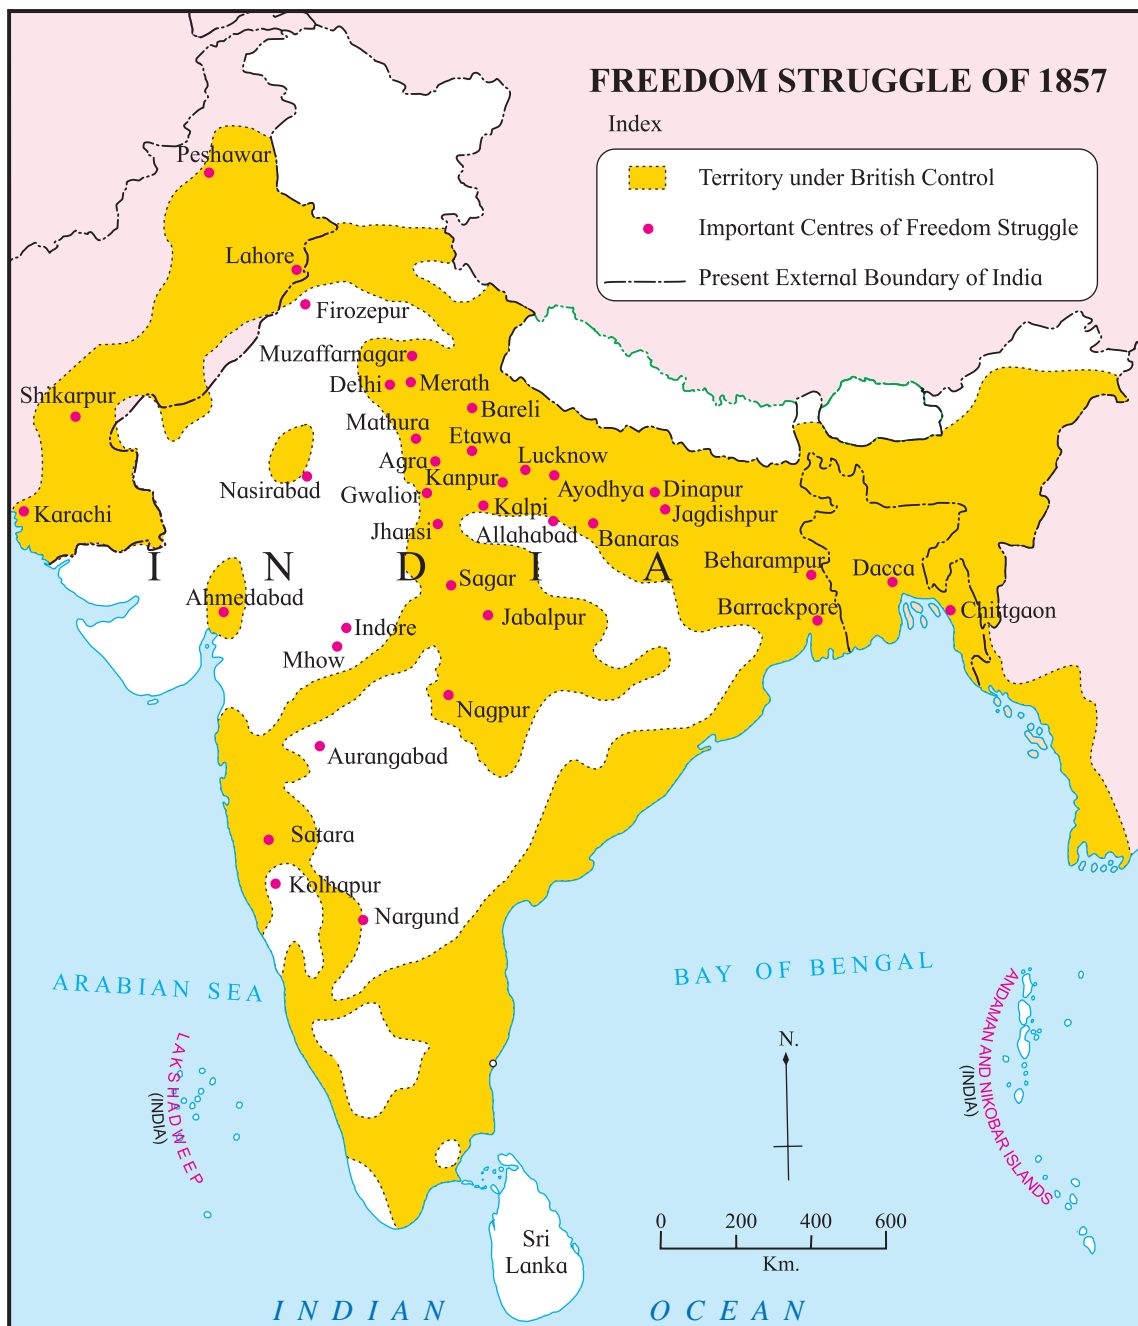 FREEDOM STRUGGLE OF 1857
Index
Territory under British Control
Important Centres of Freedom Struggle
Present External Boundary of India
Peshawar
Lahore
Firozepur
Muzaffarnagar
Delhi
Merath
Shikarpur
Bareli
Mathura
Etawa
Lucknow
Agra
Kanpur
Ayodhya
Dinapur
Nasirabad
Gwalior
Kalpi
Jagdishpur
Karachi
Jhansi
Allahabad
Banaras
INDIA
Beharampur
Dacca
Sagar
Ahmedabad
Jabalpur
Barrackpore
Chittgaon
Indore
Mhow
Nagpur
Aurangabad
Satara
Kolhapur
Nargund
ARABIAN SEA
BAY OF BENGAL
LAKSHADWEEP
(INDIA)
ANDAMAN AND NIKOBAR ISLANDS
(INDIA)
N.
0 200 400 600
Km.
Sri
Lanka
INDIAN OCEAN